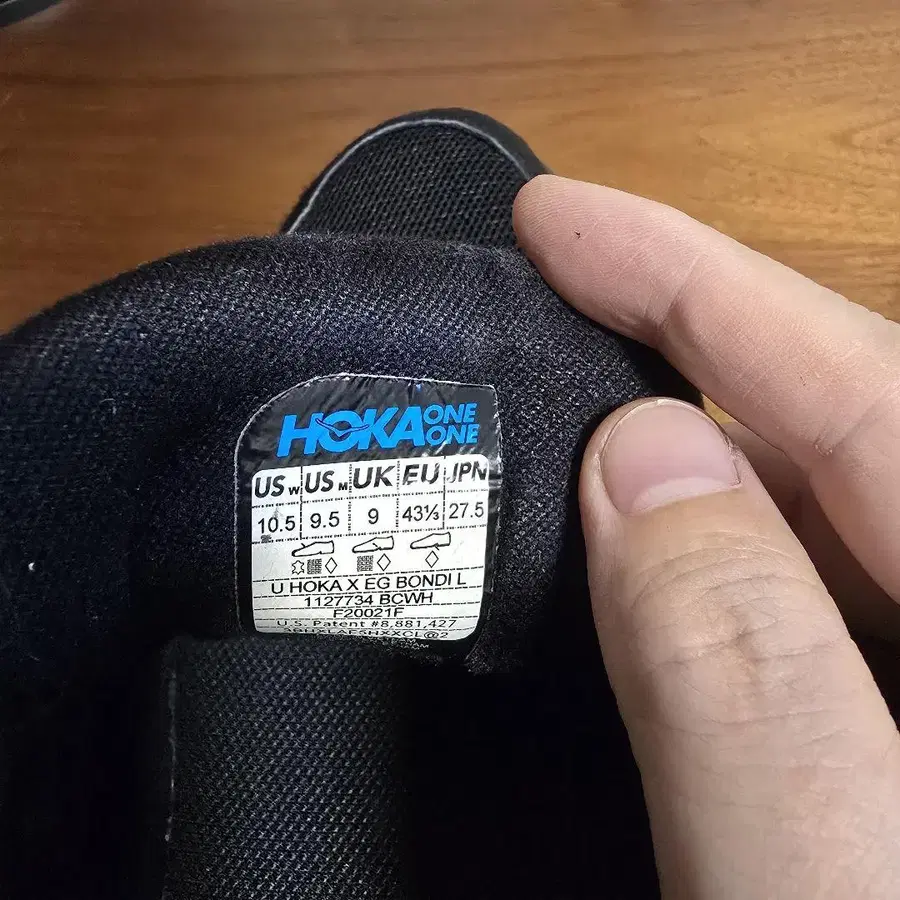 HOKA ONE ONE
US W US M UK EU JPN
10.5 9.5 9 43⅓ 27.5
U HOKA X EG BONDI L
1127734 BCWH
F20021F
U.S. Patent #8,881,427